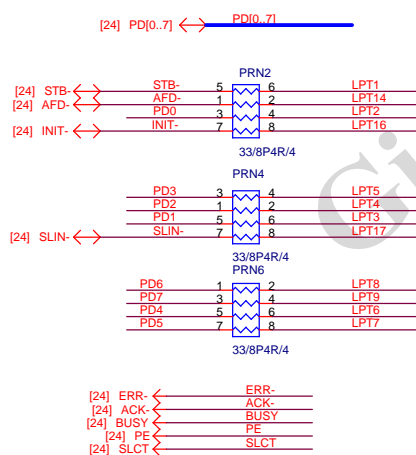 [24] PD[0..7] PD[0..7]
PRN2
[24] STB- STB- 5 6 LPT1
[24] AFD- AFD- 1 2 LPT14
PD0 3 4 LPT2
[24] INIT- INIT- 7 8 LPT16
33/8P4R/4
PRN4
PD3 3 4 LPT5
PD2 1 2 LPT4
PD1 5 6 LPT3
[24] SLIN- SLIN- 7 8 LPT17
33/8P4R/4
PRN6
PD6 1 2 LPT8
PD7 3 4 LPT9
PD4 5 6 LPT6
PD5 7 8 LPT7
33/8P4R/4
[24] ERR- ERR-
[24] ACK- ACK-
[24] BUSY BUSY
[24] PE PE
[24] SLCT SLCT
Gi